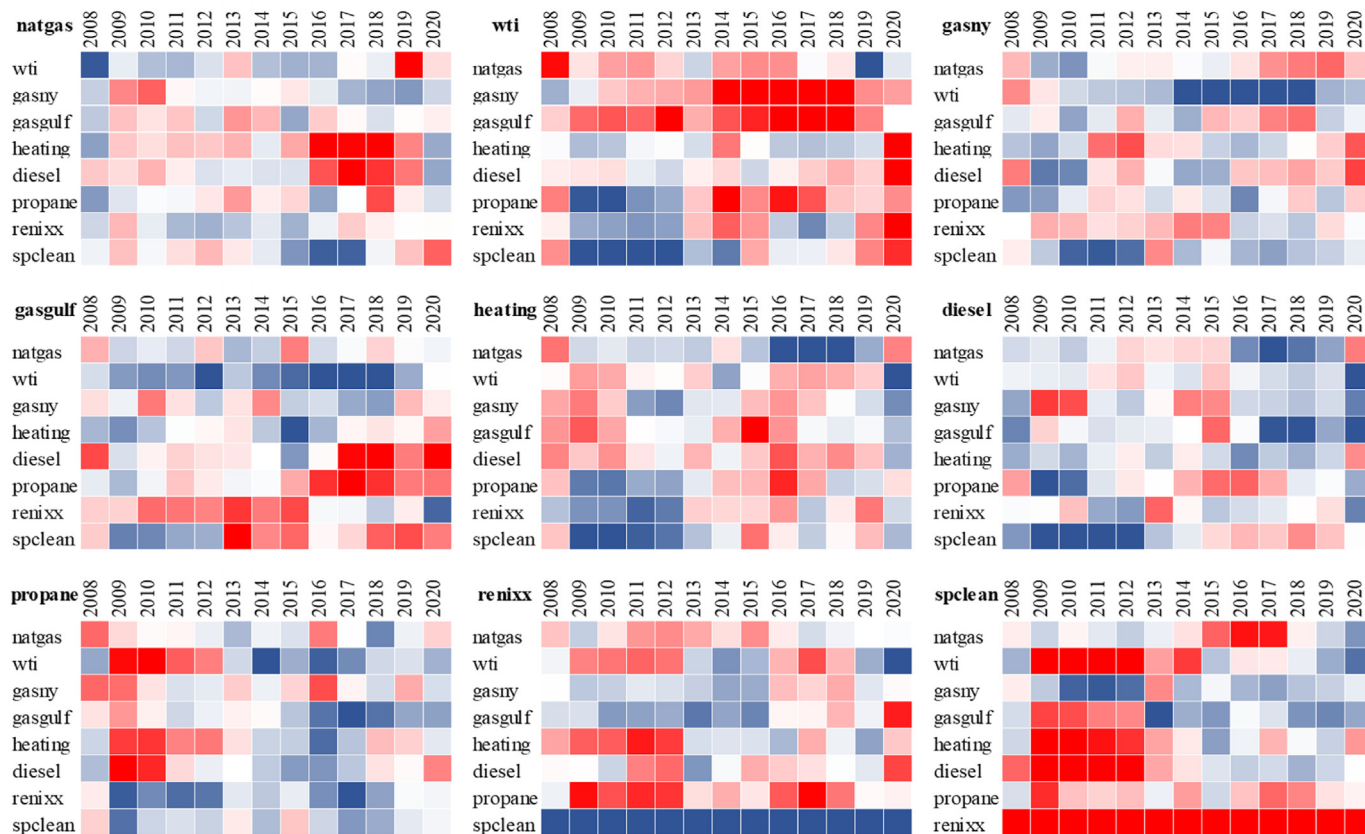 natgas 2008 2009 2010 2011 2012 2013 2014 2015 2016 2017 2018 2019 2020
wti
gasny
gasgulf
heating
diesel
propane
renixx
spclean
wti 2008 2009 2010 2011 2012 2013 2014 2015 2016 2017 2018 2019 2020
natgas
gasny
gasgulf
heating
diesel
propane
renixx
spclean
gasny 2008 2009 2010 2011 2012 2013 2014 2015 2016 2017 2018 2019 2020
natgas
wti
gasgulf
heating
diesel
propane
renixx
spclean
gasgulf 2008 2009 2010 2011 2012 2013 2014 2015 2016 2017 2018 2019 2020
natgas
wti
gasny
heating
diesel
propane
renixx
spclean
heating 2008 2009 2010 2011 2012 2013 2014 2015 2016 2017 2018 2019 2020
natgas
wti
gasny
gasgulf
diesel
propane
renixx
spclean
diesel 2008 2009 2010 2011 2012 2013 2014 2015 2016 2017 2018 2019 2020
natgas
wti
gasny
gasgulf
heating
propane
renixx
spclean
propane 2008 2009 2010 2011 2012 2013 2014 2015 2016 2017 2018 2019 2020
natgas
wti
gasny
gasgulf
heating
diesel
renixx
spclean
renixx 2008 2009 2010 2011 2012 2013 2014 2015 2016 2017 2018 2019 2020
natgas
wti
gasny
gasgulf
heating
diesel
propane
spclean
spclean 2008 2009 2010 2011 2012 2013 2014 2015 2016 2017 2018 2019 2020
natgas
wti
gasny
gasgulf
heating
diesel
propane
renixx